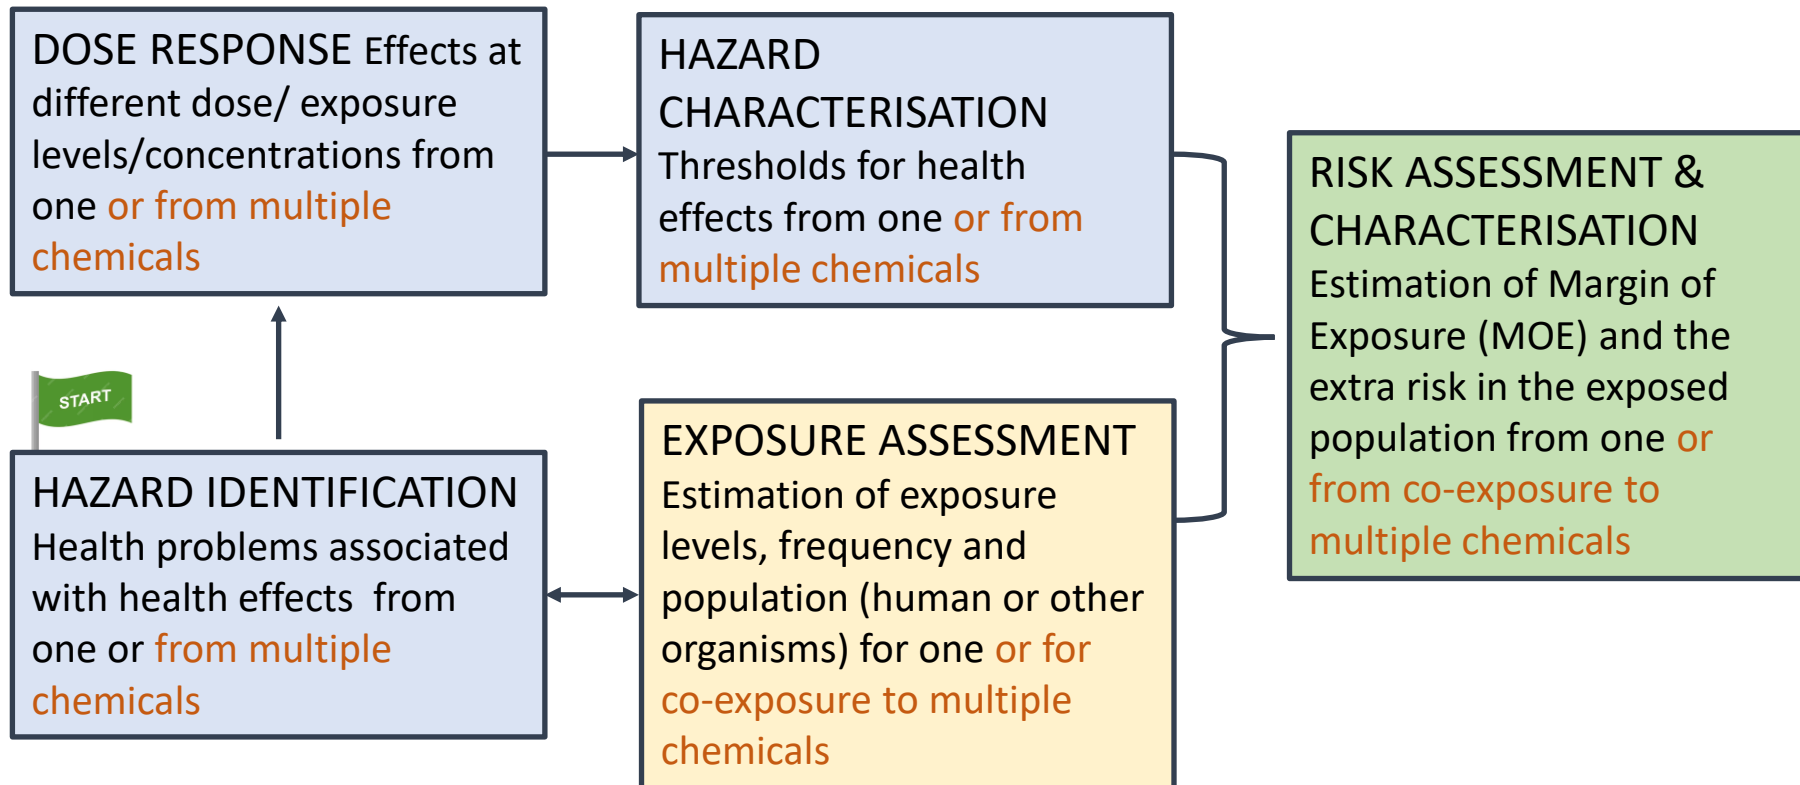 DOSE RESPONSE Effects at
different dose/ exposure
levels/concentrations from
one or from multiple
chemicals
HAZARD
CHARACTERISATION
Thresholds for health
effects from one or from
multiple chemicals
RISK ASSESSMENT &
CHARACTERISATION
Estimation of Margin of
Exposure (MOE) and the
extra risk in the exposed
population from one or
from co-exposure to
multiple chemicals
START
HAZARD IDENTIFICATION
Health problems associated
with health effects  from
one or from multiple
chemicals
EXPOSURE ASSESSMENT
Estimation of exposure
levels, frequency and
population (human or other
organisms) for one or for
co-exposure to multiple
chemicals